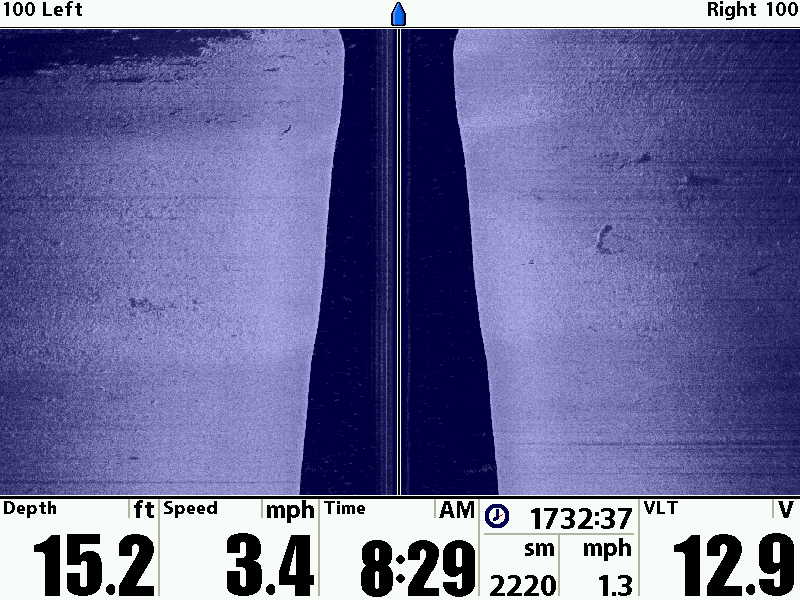 100 Left
Right 100
Depth ft
15.2
Speed mph
3.4
Time AM
8:29
1732:37
sm mph
2220 1.3
VLT V
12.9